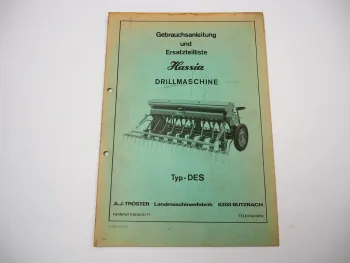 Gebrauchsanleitung
und
Ersatzteilliste
Hassia
DRILLMASCHINE
Typ-DES
A.J. TRÖSTER Landmaschinenfabrik 6308 BUTZBACH